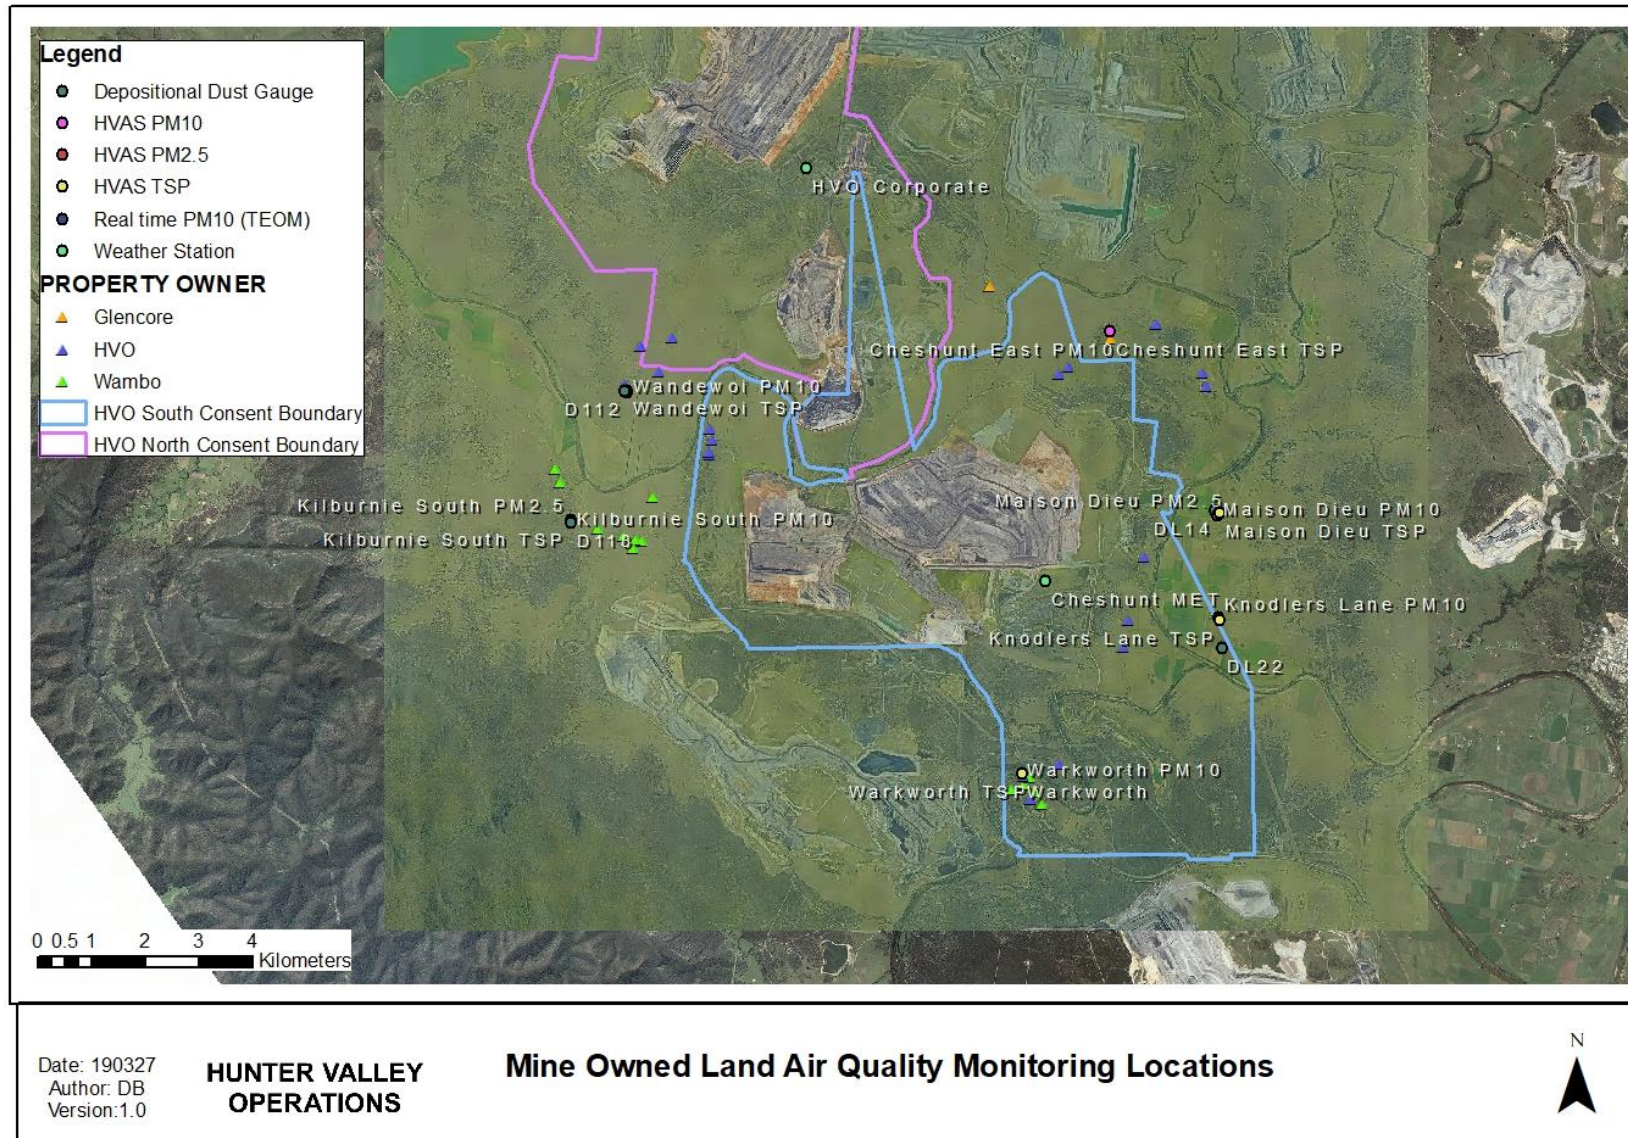 Legend
Depositional Dust Gauge
HVAS PM10
HVAS PM2.5
HVAS TSP
Real time PM10 (TEOM)
Weather Station
PROPERTY OWNER
Glencore
HVO
Wambo
HVO South Consent Boundary
HVO North Consent Boundary
HVO Corporate
Cheshunt East PM10 Cheshunt East TSP
Wandewoi PM10
D112 Wandewoi TSP
Kilburnie South PM2.5
Kilburnie South PM10
Kilburnie South TSP D118
Maison Dieu PM2.5
Maison Dieu PM10
DL14 Maison Dieu TSP
Cheshunt MET Knodlers Lane PM10
Knodlers Lane TSP
DL22
Warkworth PM10
Warkworth TSP Warkworth
0 0.5 1 2 3 4
Kilometers
Date: 190327
Author: DB
Version:1.0
HUNTER VALLEY
OPERATIONS
Mine Owned Land Air Quality Monitoring Locations
N